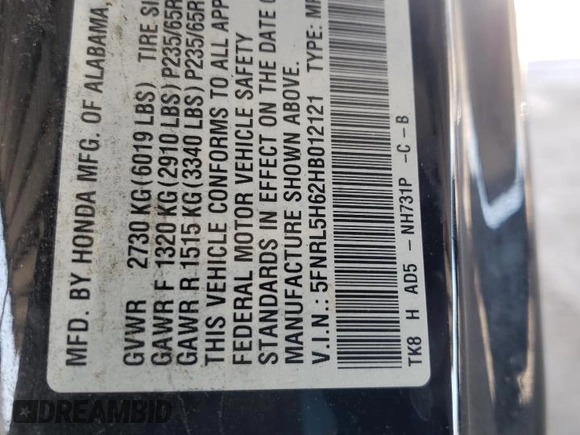 MFD. BY HONDA MFG. OF ALABAMA,
GVWR 2730 KG(6019 LBS) TIRE SI
GAWR F 1320 KG(2910 LBS) P235/65R
GAWR R 1515 KG(3340 LBS) P235/65R
THIS VEHICLE CONFORMS TO ALL APP
FEDERAL MOTOR VEHICLE SAFETY
STANDARDS IN EFFECT ON THE DATE O
MANUFACTURE SHOWN ABOVE.
V.I.N.: 5FNRL5H62HB012121 TYPE: MP
TK8 H AD5 - NH731P -C -B
DREAMBID